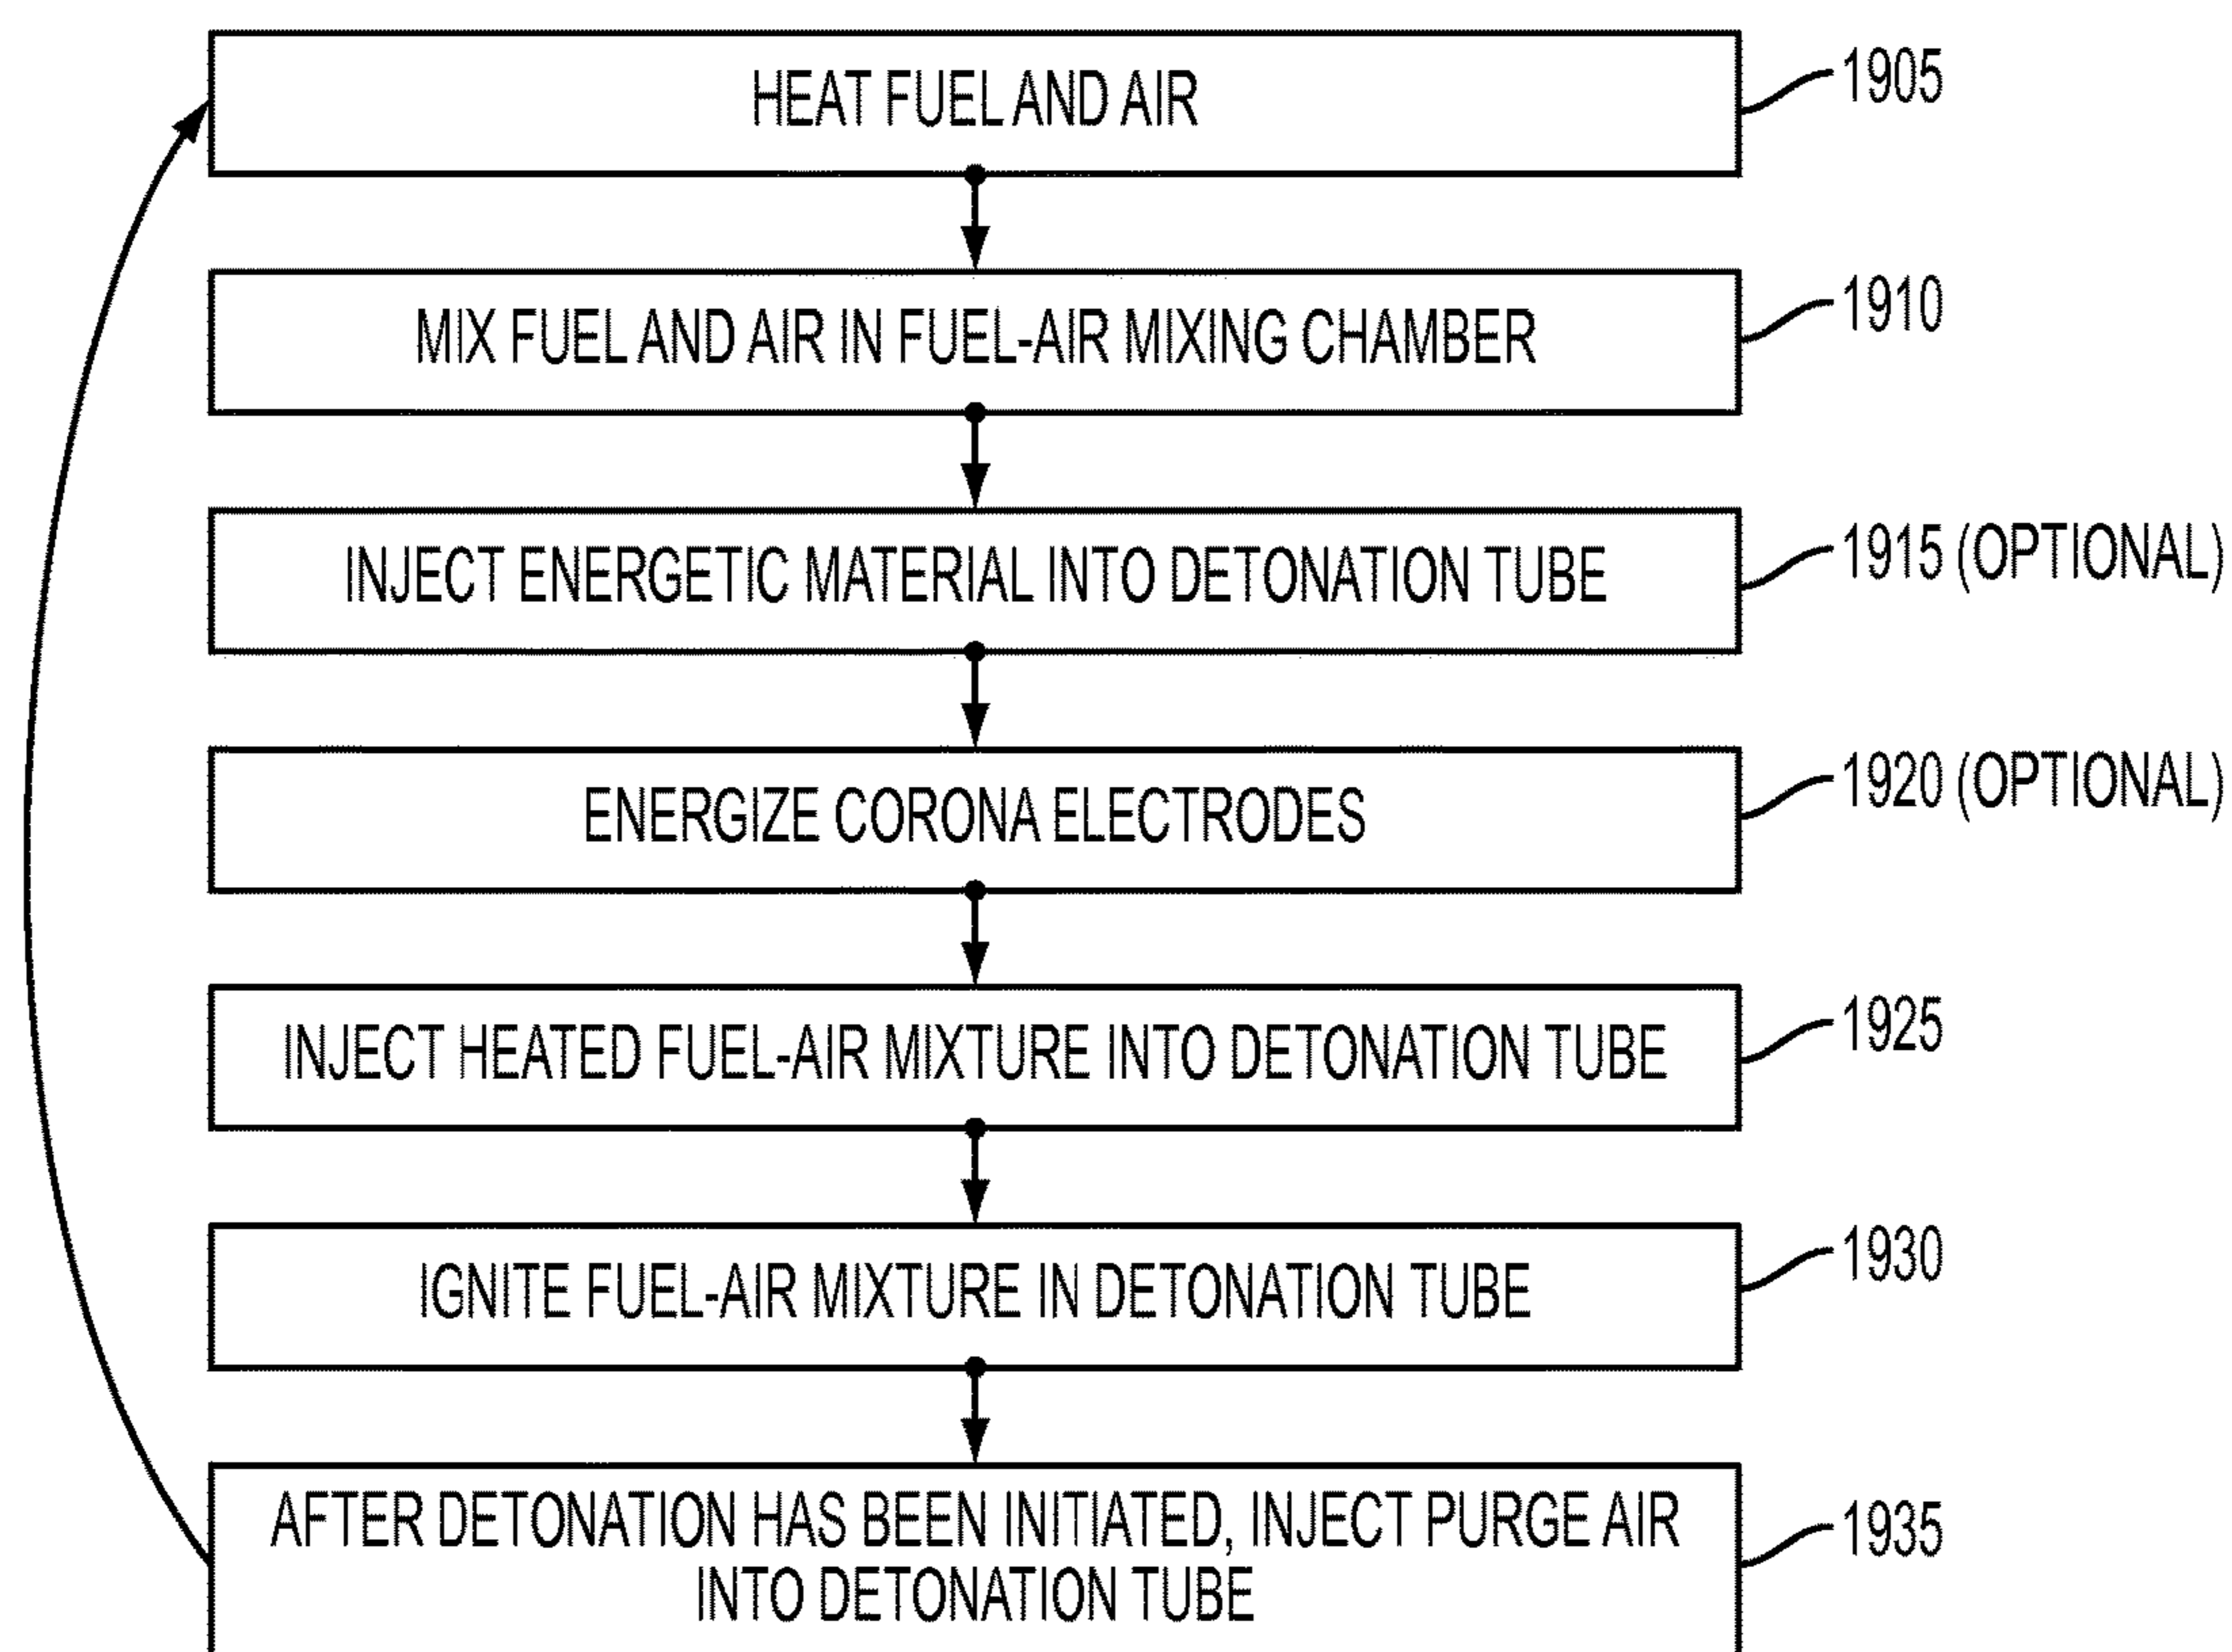 HEAT FUEL AND AIR
1905
MIX FUEL AND AIR IN FUEL-AIR MIXING CHAMBER
1910
INJECT ENERGETIC MATERIAL INTO DETONATION TUBE
1915 (OPTIONAL)
ENERGIZE CORONA ELECTRODES
1920 (OPTIONAL)
INJECT HEATED FUEL-AIR MIXTURE INTO DETONATION TUBE
1925
IGNITE FUEL-AIR MIXTURE IN DETONATION TUBE
1930
AFTER DETONATION HAS BEEN INITIATED, INJECT PURGE AIR
INTO DETONATION TUBE
1935